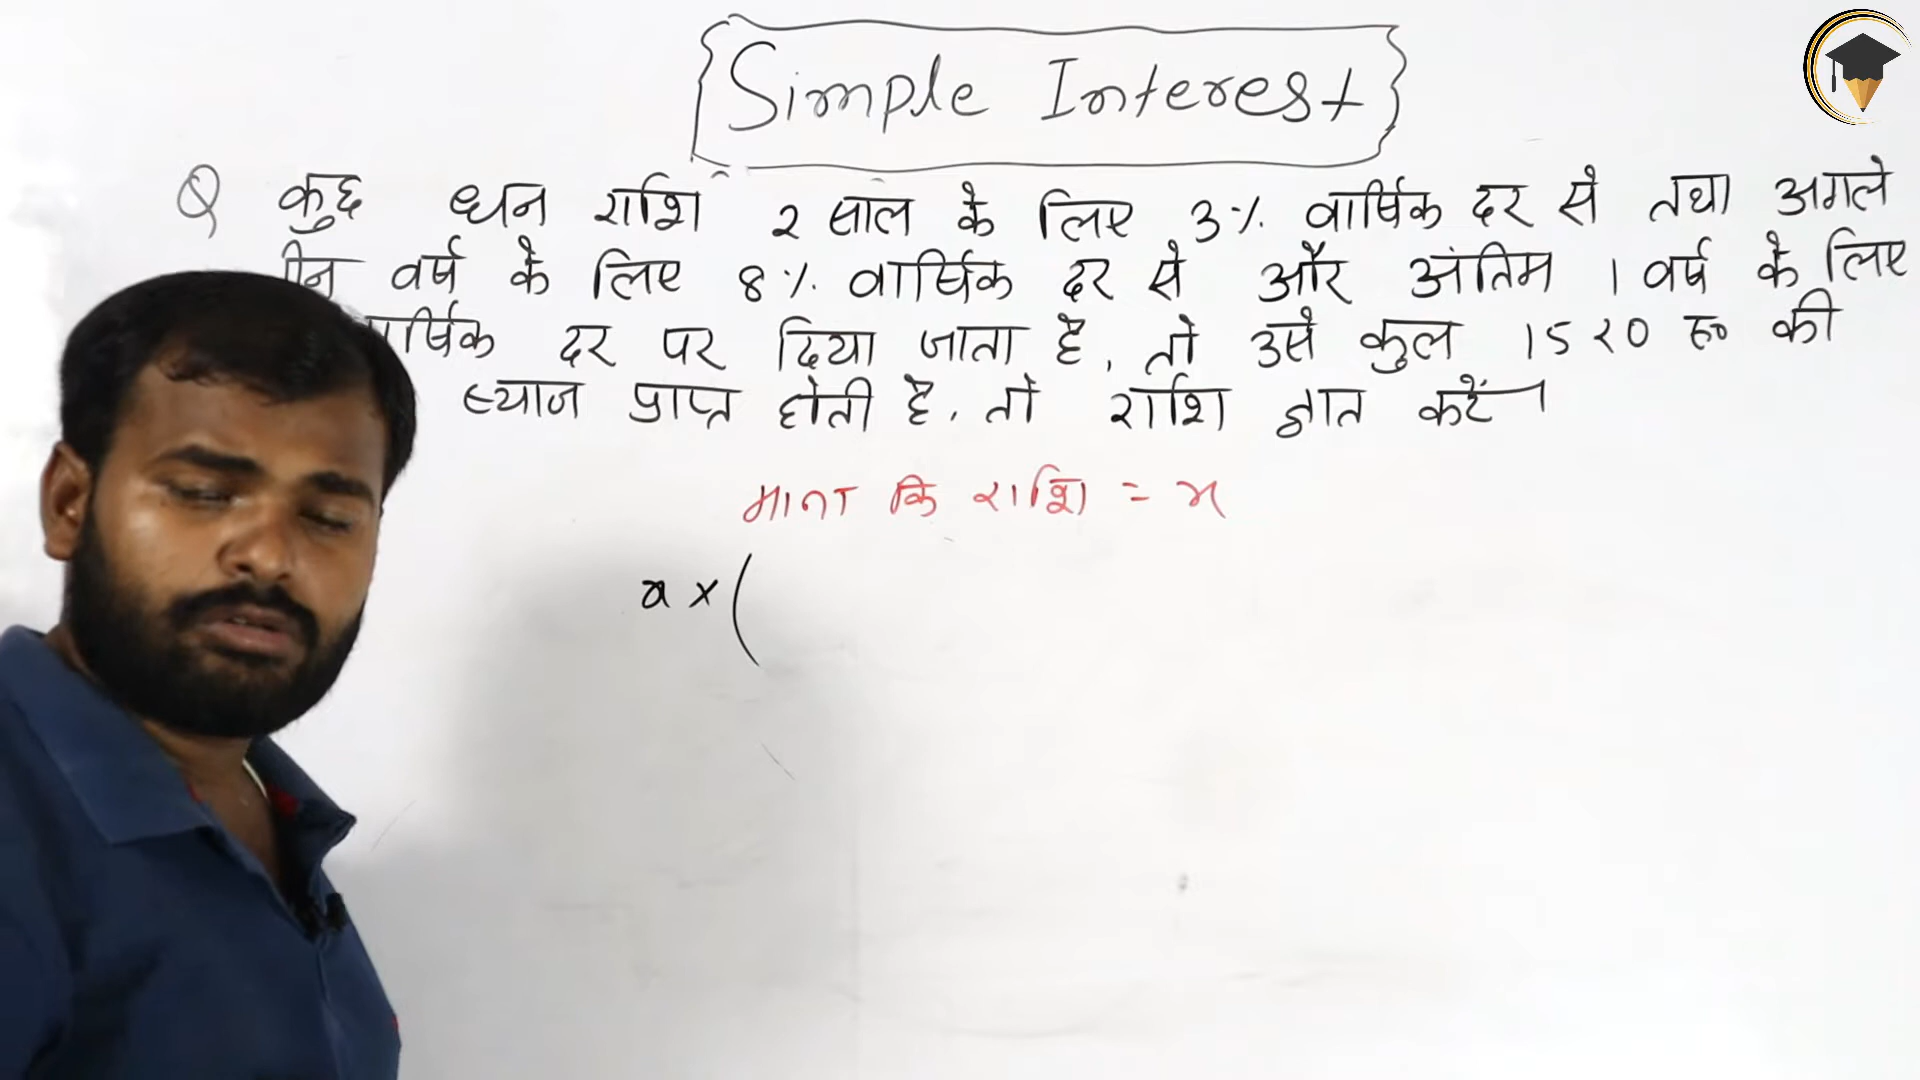 Simple Interest
Q कुछ धन राशि 2 साल के लिए 3% वार्षिक दर से तथा अगले
वर्ष के लिए 8% वार्षिक दर से और अंतिम 1 वर्ष के लिए
दर पर दिया जाता है, तो उसे कुल 1520 रु० की
ब्याज प्राप्त होती है, तो राशि ज्ञात करें।
माना कि राशि = x
x × (